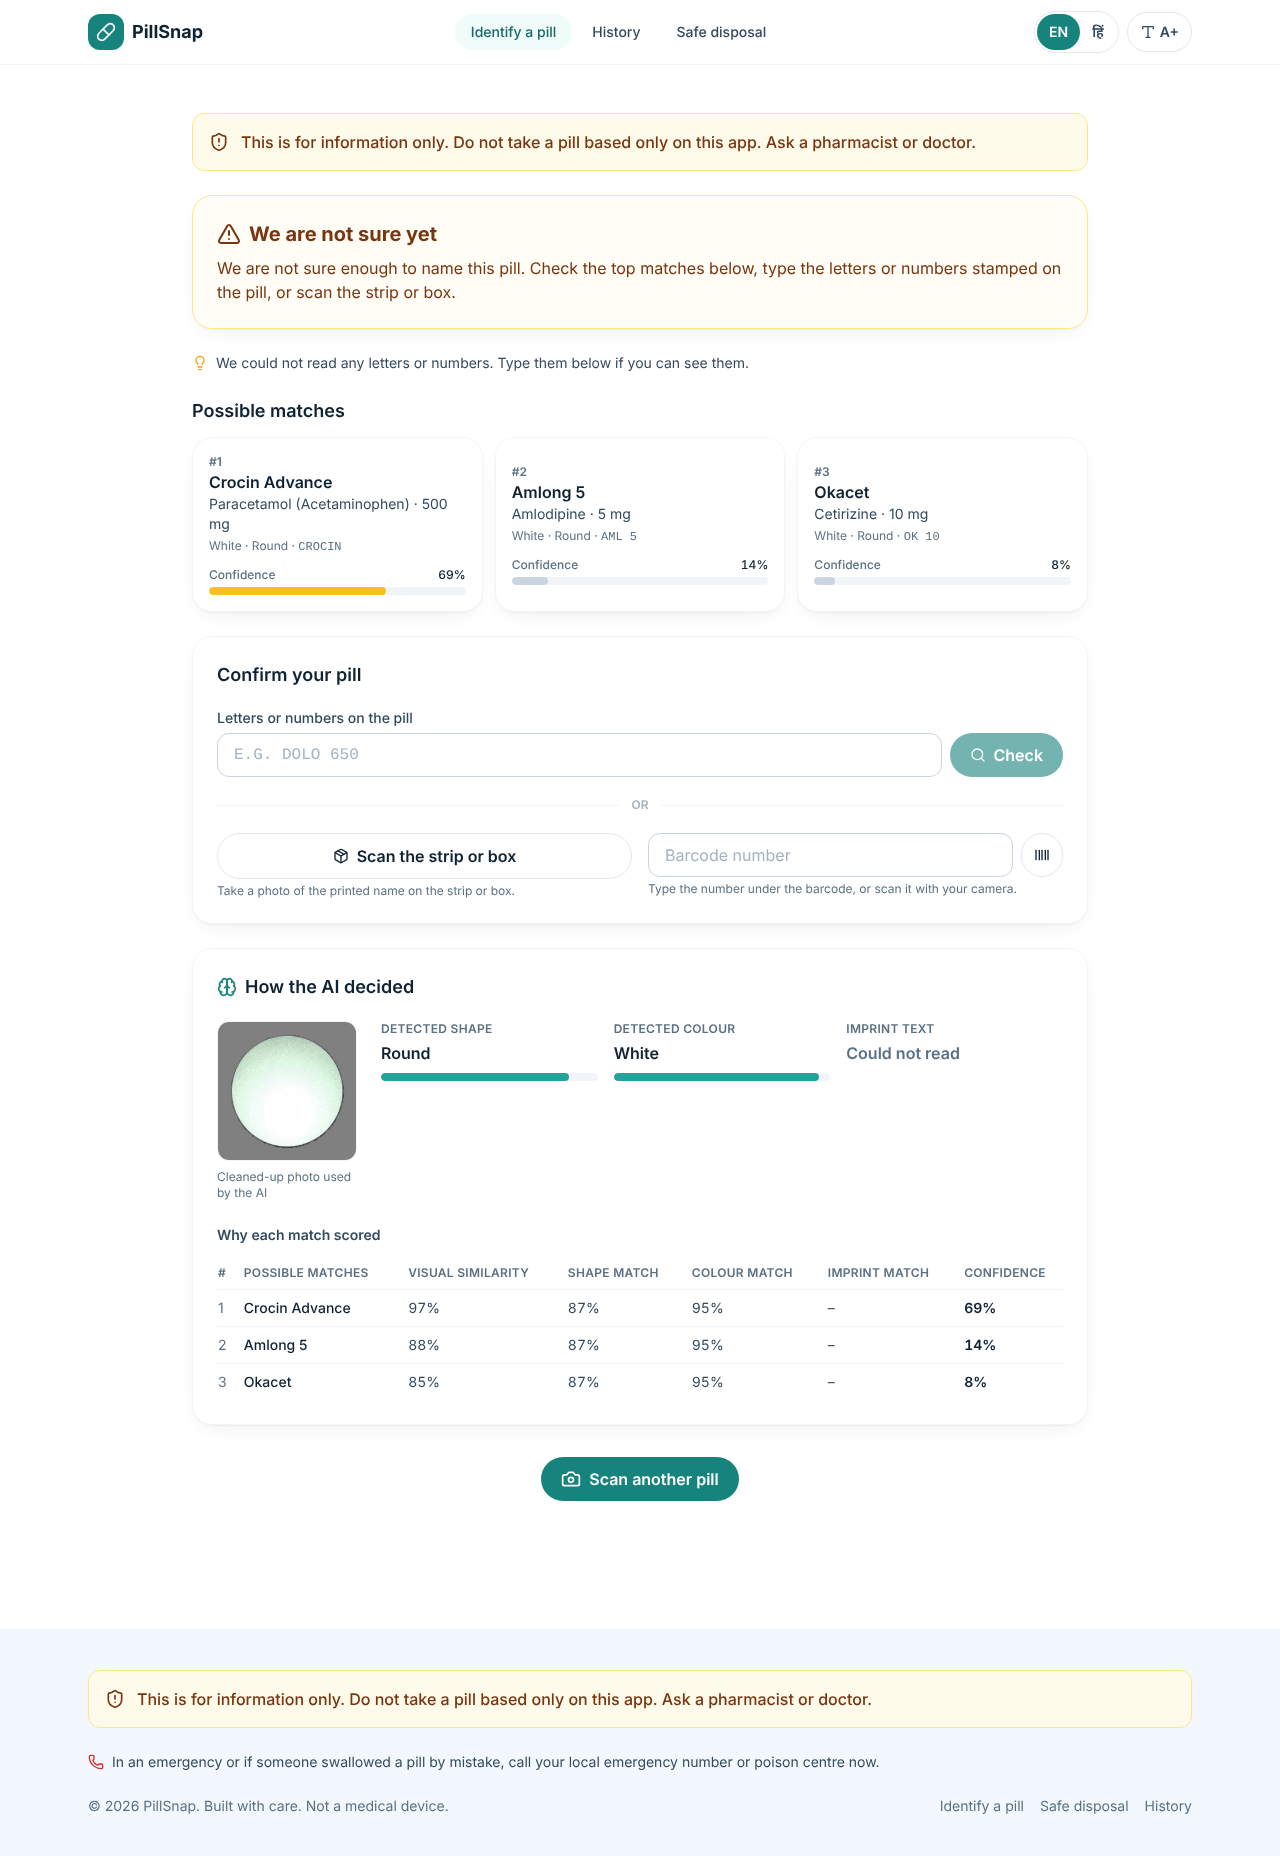 PillSnap
Identify a pill
History
Safe disposal
EN
हिं
A+
This is for information only. Do not take a pill based only on this app. Ask a pharmacist or doctor.
We are not sure yet
We are not sure enough to name this pill. Check the top matches below, type the letters or numbers stamped on
the pill, or scan the strip or box.
We could not read any letters or numbers. Type them below if you can see them.
Possible matches
#1
Crocin Advance
Paracetamol (Acetaminophen) · 500
mg
White · Round · CROCIN
Confidence 69%
#2
Amlong 5
Amlodipine · 5 mg
White · Round · AML 5
Confidence 14%
#3
Okacet
Cetirizine · 10 mg
White · Round · OK 10
Confidence 8%
Confirm your pill
Letters or numbers on the pill
E.G. DOLO 650
Check
OR
Scan the strip or box
Take a photo of the printed name on the strip or box.
Barcode number
Type the number under the barcode, or scan it with your camera.
How the AI decided
Cleaned-up photo used
by the AI
DETECTED SHAPE
Round
DETECTED COLOUR
White
IMPRINT TEXT
Could not read
Why each match scored
# POSSIBLE MATCHES VISUAL SIMILARITY SHAPE MATCH COLOUR MATCH IMPRINT MATCH CONFIDENCE
1 Crocin Advance 97% 87% 95% – 69%
2 Amlong 5 88% 87% 95% – 14%
3 Okacet 85% 87% 95% – 8%
Scan another pill
This is for information only. Do not take a pill based only on this app. Ask a pharmacist or doctor.
In an emergency or if someone swallowed a pill by mistake, call your local emergency number or poison centre now.
© 2026 PillSnap. Built with care. Not a medical device.
Identify a pill
Safe disposal
History